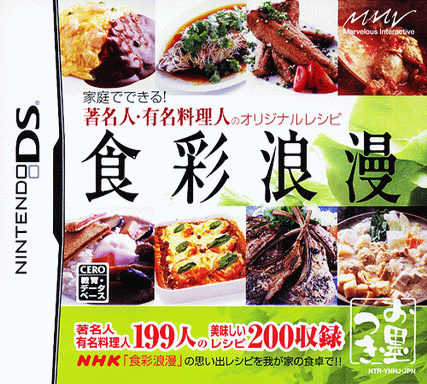 NINTENDO DS
Marvelous Interactive
家庭でできる!
著名人・有名料理人のオリジナルレシピ
食彩浪漫
CERO
教育・
データ
ベース
お墨
つき
著名人
有名料理人 199人の 美味しい レシピ 200収録
NHK「食彩浪漫」の思い出レシピを我が家の食卓で!!
NTR-YNHJ-JPN